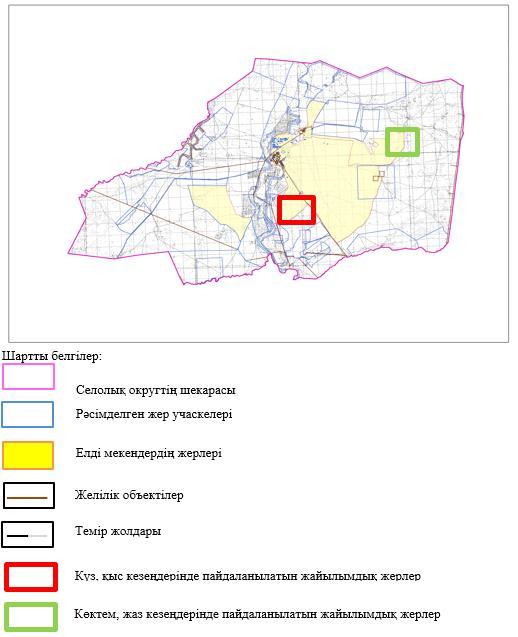 Шартты белгілер:
Селолық округтің шекарасы
Рәсімделген жер учаскелері
Елді мекендердің жерлері
Желілік объектілер
Темір жолдары
Күз, қыс кезеңдерінде пайдаланылатын жайылымдық жерлер
Көктем, жаз кезеңдерінде пайдаланылатын жайылымдық жерлер